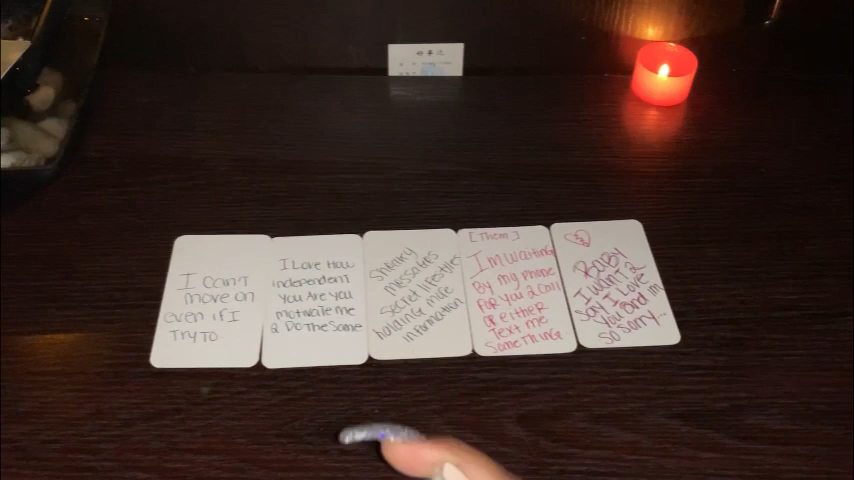 I can't
move on
even if I
Try To
I Love How
independent
You Are You
motivate me
2 Do The Same
Sneaky
messages
Secret lifestyle
holding more
information
[Them]
I'm waiting
By my phone
For you 2 call
or either
Text me
Something...
Baby
I want 2
Say I Love
You and im
so sorry...